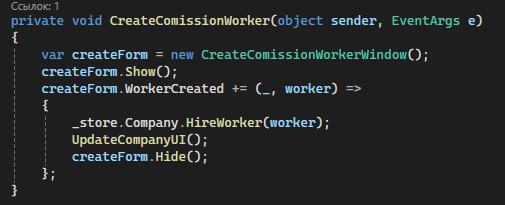 Ссылок: 1
private void CreateComissionWorker(object sender, EventArgs e)
{
var createForm = new CreateComissionWorkerWindow();
createForm.Show();
createForm.WorkerCreated += (_, worker) =>
{
_store.Company.HireWorker(worker);
UpdateCompanyUI();
createForm.Hide();
};
}